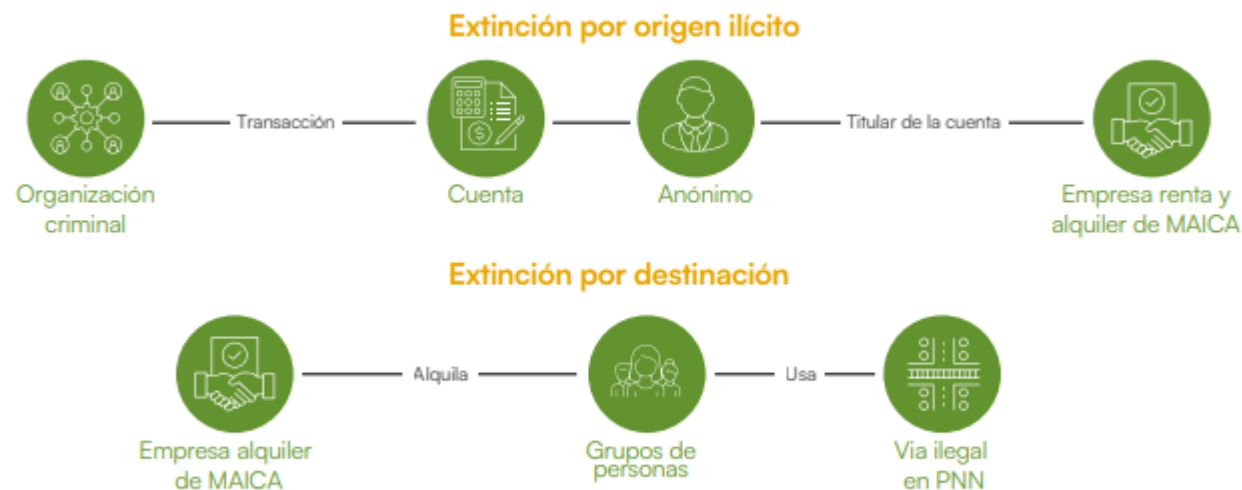 Extinción por origen ilícito
Transacción
Titular de la cuenta
Organización
criminal
Cuenta
Anónimo
Empresa renta y
alquiler de MAICA
Extinción por destinación
Alquila
Usa
Empresa alquiler
de MAICA
Grupos de
personas
Via ilegal
en PNN